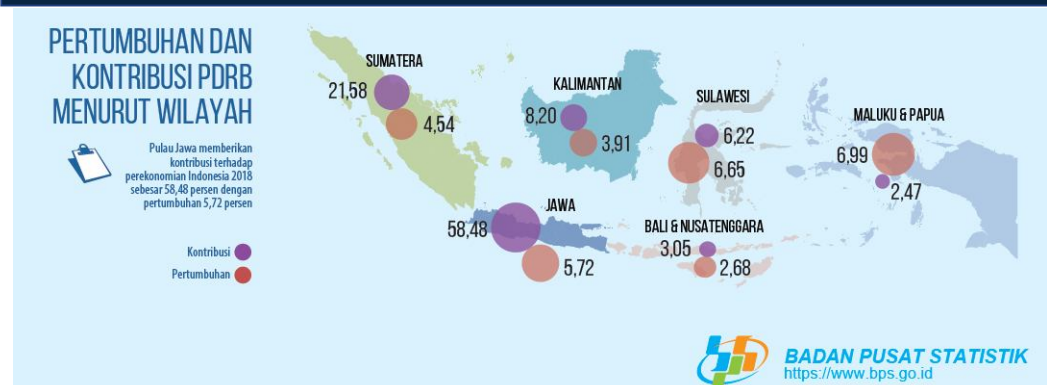 PERTUMBUHAN DAN
KONTRIBUSI PDRB
MENURUT WILAYAH
Pulau Jawa memberikan
kontribusi terhadap
perekonomian Indonesia 2018
sebesar 58,48 persen dengan
pertumbuhan 5,72 persen
Kontribusi
Pertumbuhan
SUMATERA
21,58
4,54
KALIMANTAN
8,20
3,91
SULAWESI
6,22
6,65
MALUKU & PAPUA
6,99
2,47
JAWA
58,48
5,72
BALI & NUSATENGGARA
3,05
2,68
BADAN PUSAT STATISTIK
https://www.bps.go.id